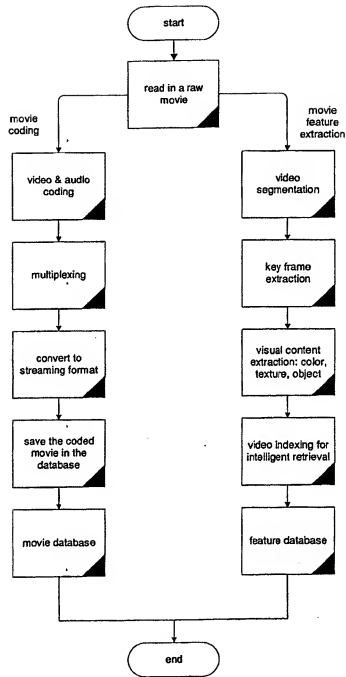 start
read in a raw
movie
movie
coding
movie
feature
extraction
video & audio
coding
multiplexing
convert to
streaming format
save the coded
movie in the
database
movie database
video
segmentation
key frame
extraction
visual content
extraction: color,
texture, object
video indexing for
intelligent retrieval
feature database
end